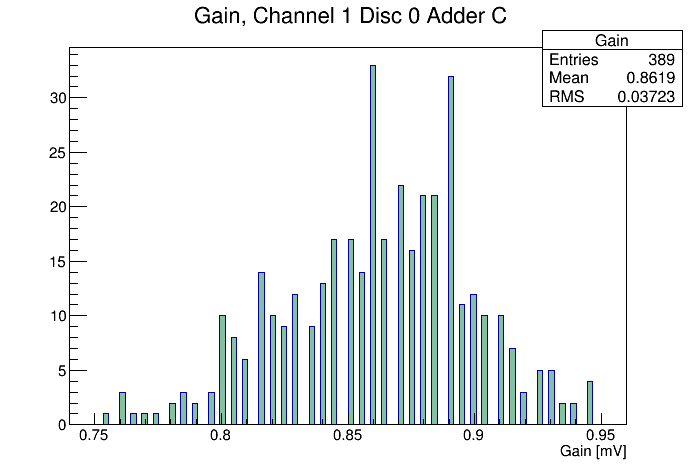 Gain, Channel 1 Disc 0 Adder C
Gain
Entries 389
Mean 0.8619
RMS 0.03723
30
25
20
15
10
5
0
0.75 0.8 0.85 0.9 0.95
Gain [mV]